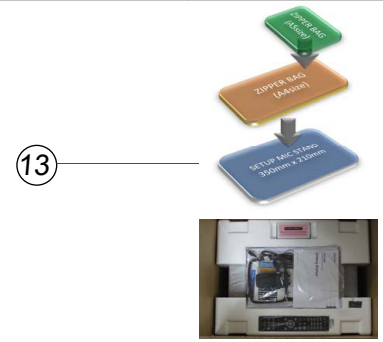 ZIPPER BAG
(A5size)
ZIPPER BAG
(A4size)
13
SETUP MIC STAND
350mm x 210mm